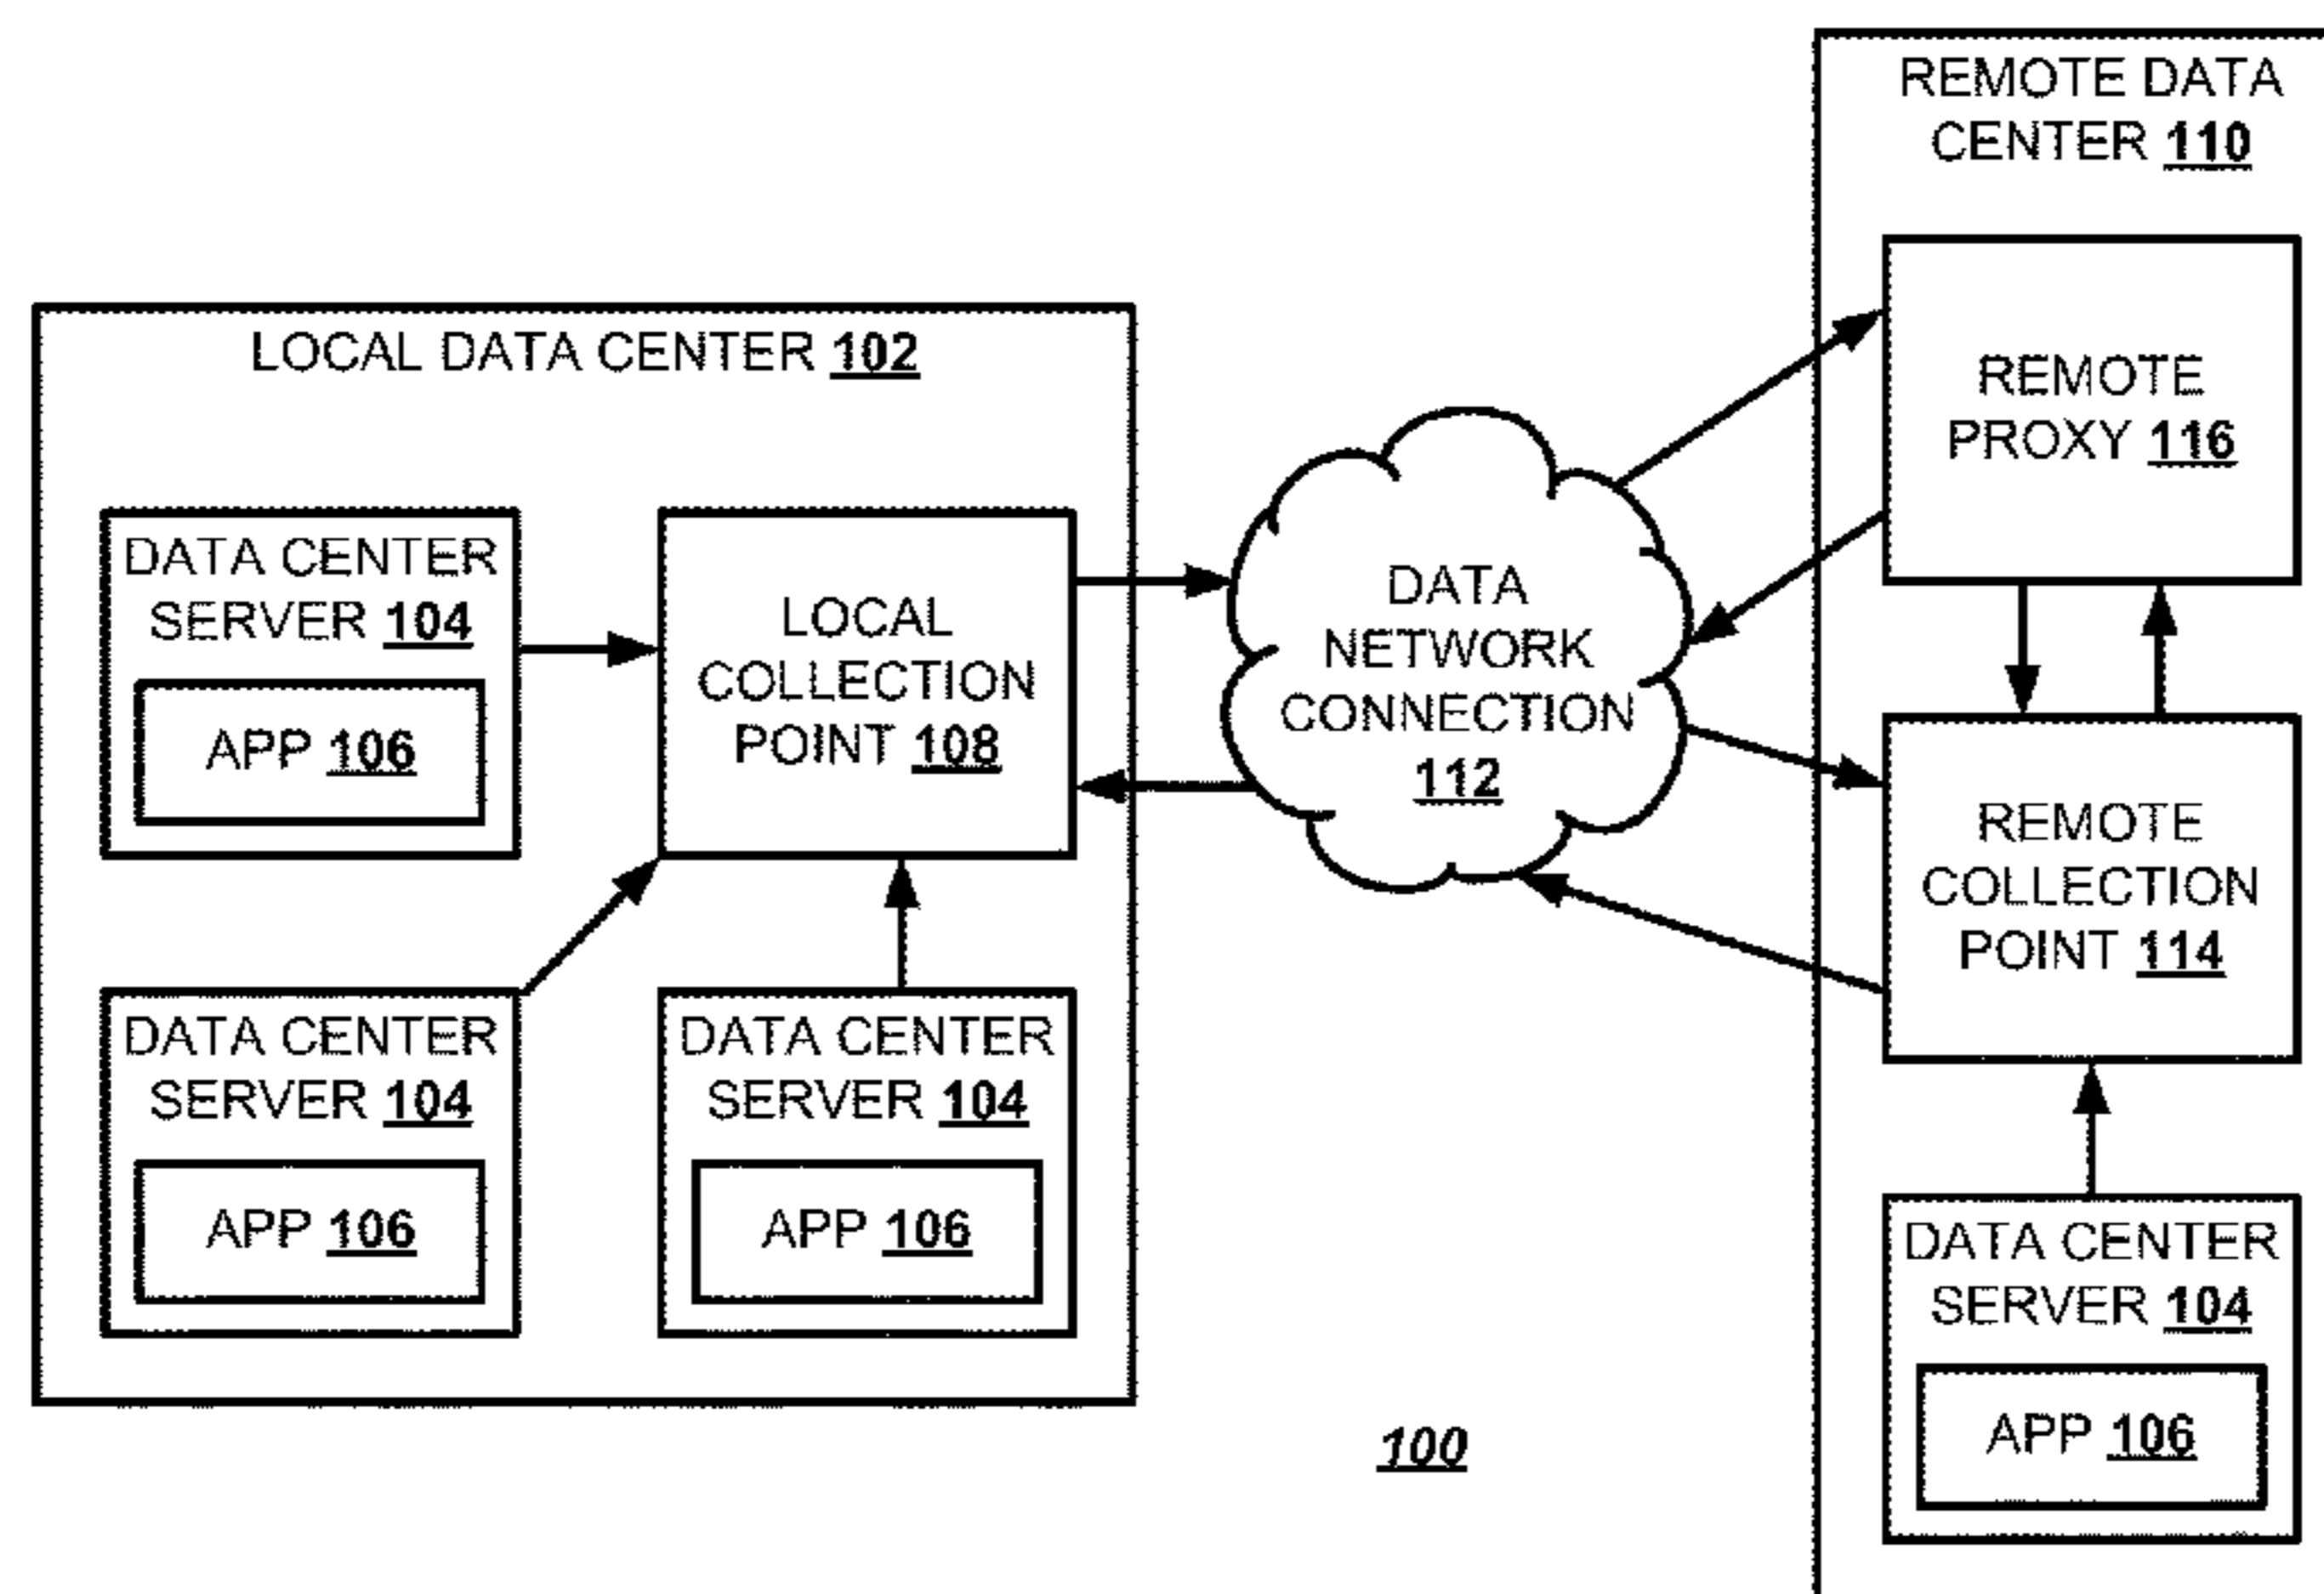 REMOTE DATA
CENTER 110
LOCAL DATA CENTER 102
REMOTE
PROXY 116
DATA CENTER
SERVER 104
APP 106
LOCAL
COLLECTION
POINT 108
DATA
NETWORK
CONNECTION
112
REMOTE
COLLECTION
POINT 114
DATA CENTER
SERVER 104
APP 106
DATA CENTER
SERVER 104
APP 106
DATA CENTER
SERVER 104
APP 106
100